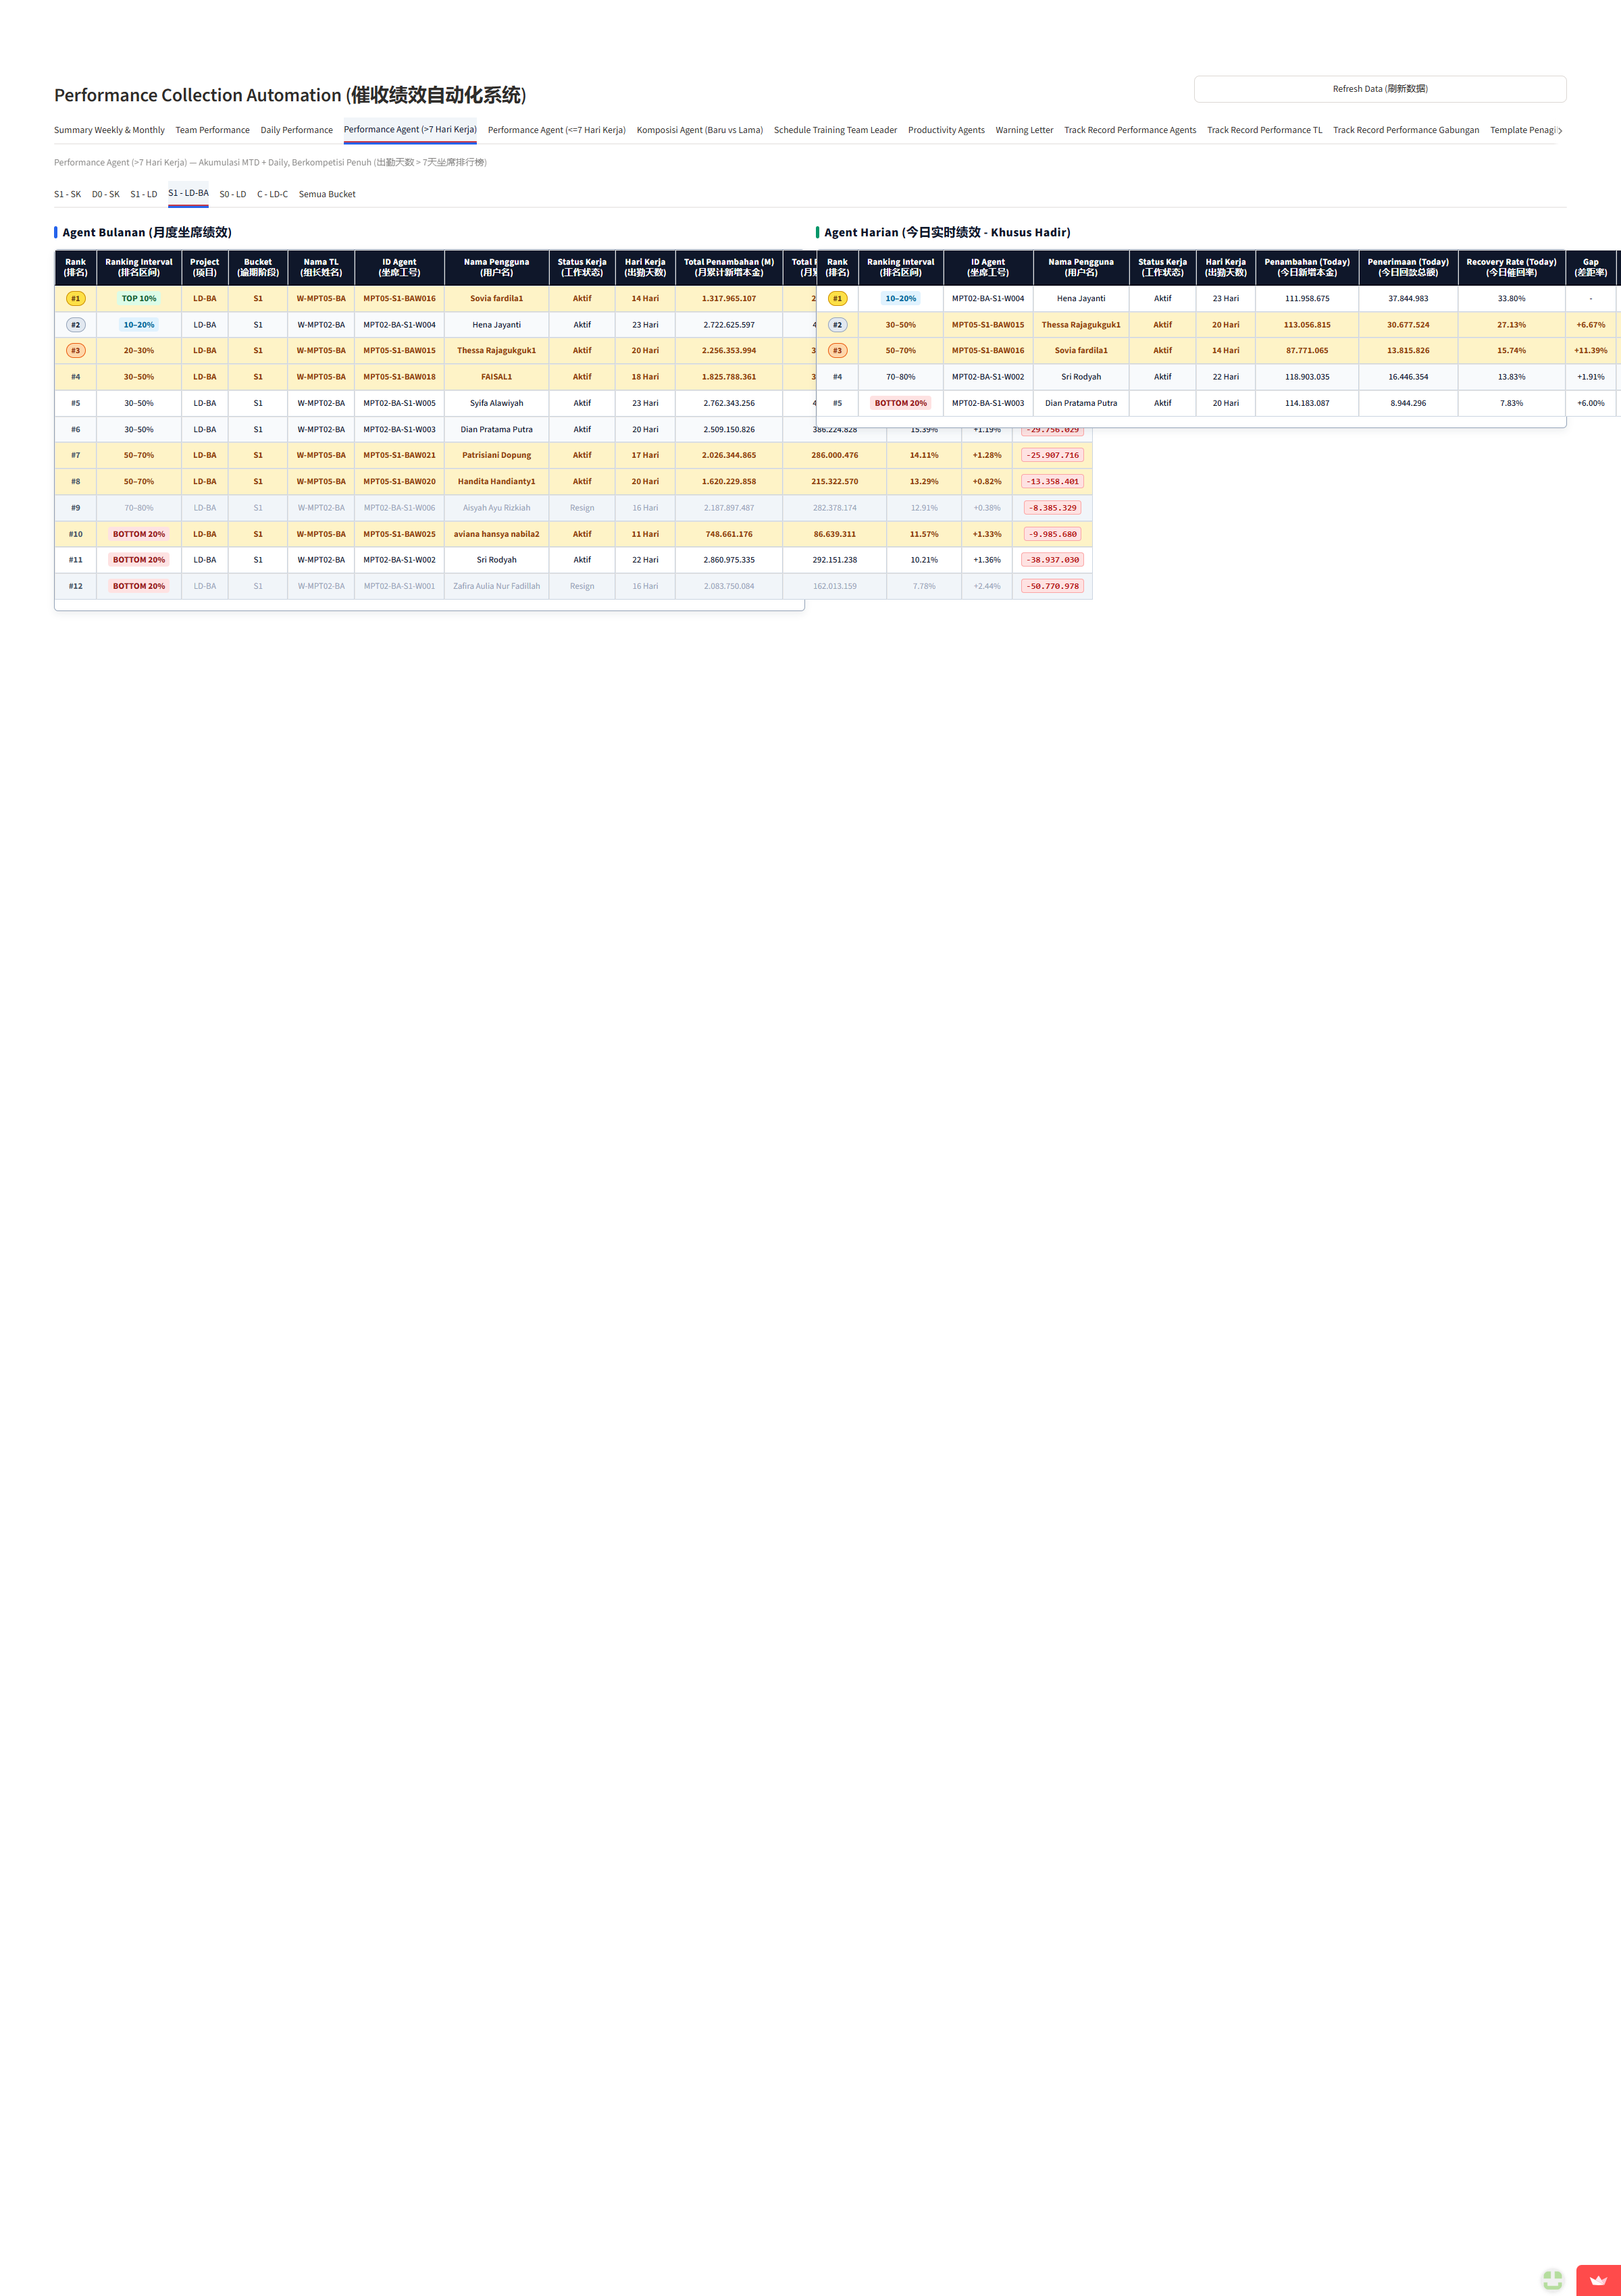 Performance Collection Automation (催收绩效自动化系统)
Refresh Data (刷新数据)
Summary Weekly & Monthly Team Performance Daily Performance Performance Agent (>7 Hari Kerja) Performance Agent (<=7 Hari Kerja) Komposisi Agent (Baru vs Lama) Schedule Training Team Leader Productivity Agents Warning Letter Track Record Performance Agents Track Record Performance TL Track Record Performance Gabungan Template Penagi
Performance Agent (>7 Hari Kerja) — Akumulasi MTD + Daily, Berkompetisi Penuh (出勤天数 > 7天坐席排行榜)
S1 - SK D0 - SK S1 - LD S1 - LD-BA S0 - LD C - LD-C Semua Bucket
Agent Bulanan (月度坐席绩效)
Rank Ranking Interval Project Bucket Nama TL ID Agent Nama Pengguna Status Kerja Hari Kerja Total Penambahan (M) Total
(排名) (排名区间) (项目) (逾期阶段) (组长姓名) (坐席工号) (用户名) (工作状态) (出勤天数) (月累计新增本金)
#1 TOP 10% LD-BA S1 W-MPT05-BA MPT05-S1-BAW016 Sovia fardila1 Aktif 14 Hari 1.317.965.107 2
#2 10–20% LD-BA S1 W-MPT02-BA MPT02-BA-S1-W004 Hena Jayanti Aktif 23 Hari 2.722.625.597 4
#3 20–30% LD-BA S1 W-MPT05-BA MPT05-S1-BAW015 Thessa Rajagukguk1 Aktif 20 Hari 2.256.353.994 3
#4 30–50% LD-BA S1 W-MPT05-BA MPT05-S1-BAW018 FAISAL1 Aktif 18 Hari 1.825.788.361 3
#5 30–50% LD-BA S1 W-MPT02-BA MPT02-BA-S1-W005 Syifa Alawiyah Aktif 23 Hari 2.762.343.256 4
#6 30–50% LD-BA S1 W-MPT02-BA MPT02-BA-S1-W003 Dian Pratama Putra Aktif 20 Hari 2.509.150.826 386.224.828 15.39% +1.19% -29.756.029
#7 50–70% LD-BA S1 W-MPT05-BA MPT05-S1-BAW021 Patrisiani Dopung Aktif 17 Hari 2.026.344.865 286.000.476 14.11% +1.28% -25.907.716
#8 50–70% LD-BA S1 W-MPT05-BA MPT05-S1-BAW020 Handita Handianty1 Aktif 20 Hari 1.620.229.858 215.322.570 13.29% +0.82% -13.358.401
#9 70–80% LD-BA S1 W-MPT02-BA MPT02-BA-S1-W006 Aisyah Ayu Rizkiah Resign 16 Hari 2.187.897.487 282.378.174 12.91% +0.38% -8.385.329
#10 BOTTOM 20% LD-BA S1 W-MPT05-BA MPT05-S1-BAW025 aviana hansya nabila2 Aktif 11 Hari 748.661.176 86.639.311 11.57% +1.33% -9.985.680
#11 BOTTOM 20% LD-BA S1 W-MPT02-BA MPT02-BA-S1-W002 Sri Rodyah Aktif 22 Hari 2.860.975.335 292.151.238 10.21% +1.36% -38.937.030
#12 BOTTOM 20% LD-BA S1 W-MPT02-BA MPT02-BA-S1-W001 Zafira Aulia Nur Fadillah Resign 16 Hari 2.083.750.084 162.013.159 7.78% +2.44% -50.770.978
Agent Harian (今日实时绩效 - Khusus Hadir)
Rank Ranking Interval ID Agent Nama Pengguna Status Kerja Hari Kerja Penambahan (Today) Penerimaan (Today) Recovery Rate (Today) Gap
(排名) (排名区间) (坐席工号) (用户名) (工作状态) (出勤天数) (今日新增本金) (今日回款总额) (今日催回率) (差距率)
#1 10–20% MPT02-BA-S1-W004 Hena Jayanti Aktif 23 Hari 111.958.675 37.844.983 33.80% -
#2 30–50% MPT05-S1-BAW015 Thessa Rajagukguk1 Aktif 20 Hari 113.056.815 30.677.524 27.13% +6.67%
#3 50–70% MPT05-S1-BAW016 Sovia fardila1 Aktif 14 Hari 87.771.065 13.815.826 15.74% +11.39%
#4 70–80% MPT02-BA-S1-W002 Sri Rodyah Aktif 22 Hari 118.903.035 16.446.354 13.83% +1.91%
#5 BOTTOM 20% MPT02-BA-S1-W003 Dian Pratama Putra Aktif 20 Hari 114.183.087 8.944.296 7.83% +6.00%